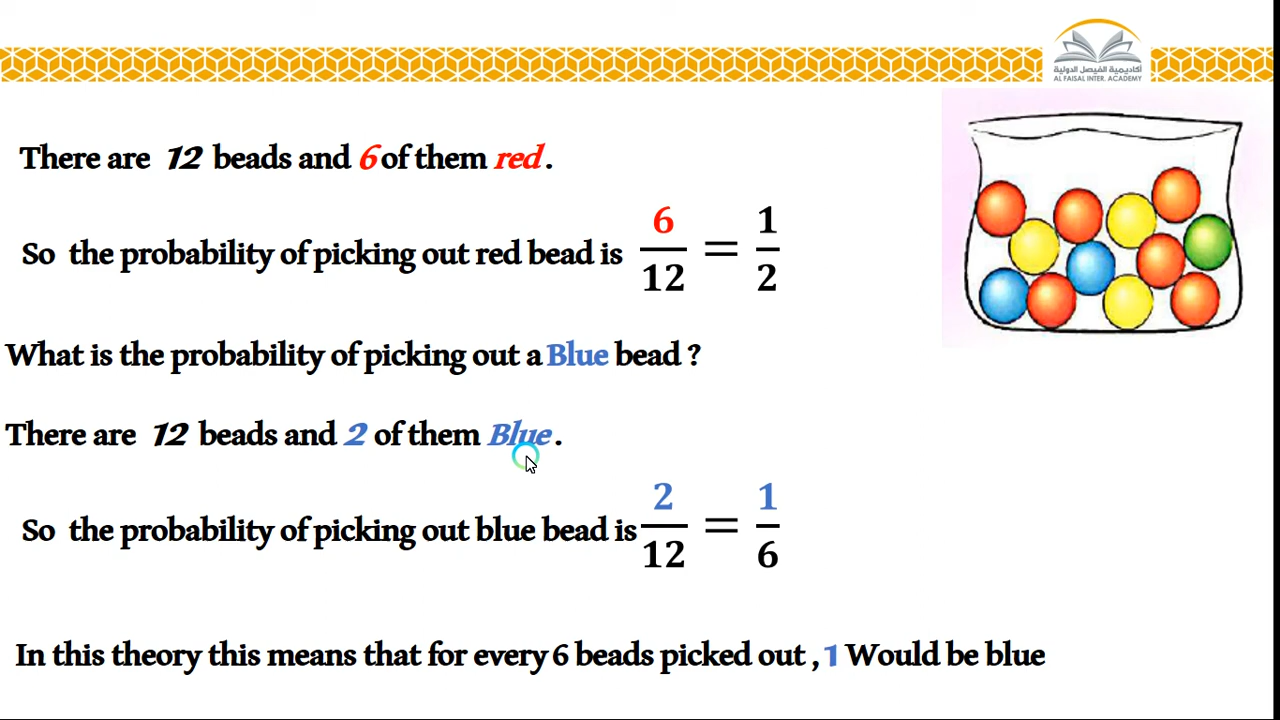 أكاديمية الفيصل الدولية
AL FAISAL INTER. ACADEMY
There are 12 beads and 6 of them red .
So the probability of picking out red bead is 6/12 = 1/2
What is the probability of picking out a Blue bead ?
There are 12 beads and 2 of them Blue .
So the probability of picking out blue bead is 2/12 = 1/6
In this theory this means that for every 6 beads picked out , 1 Would be blue